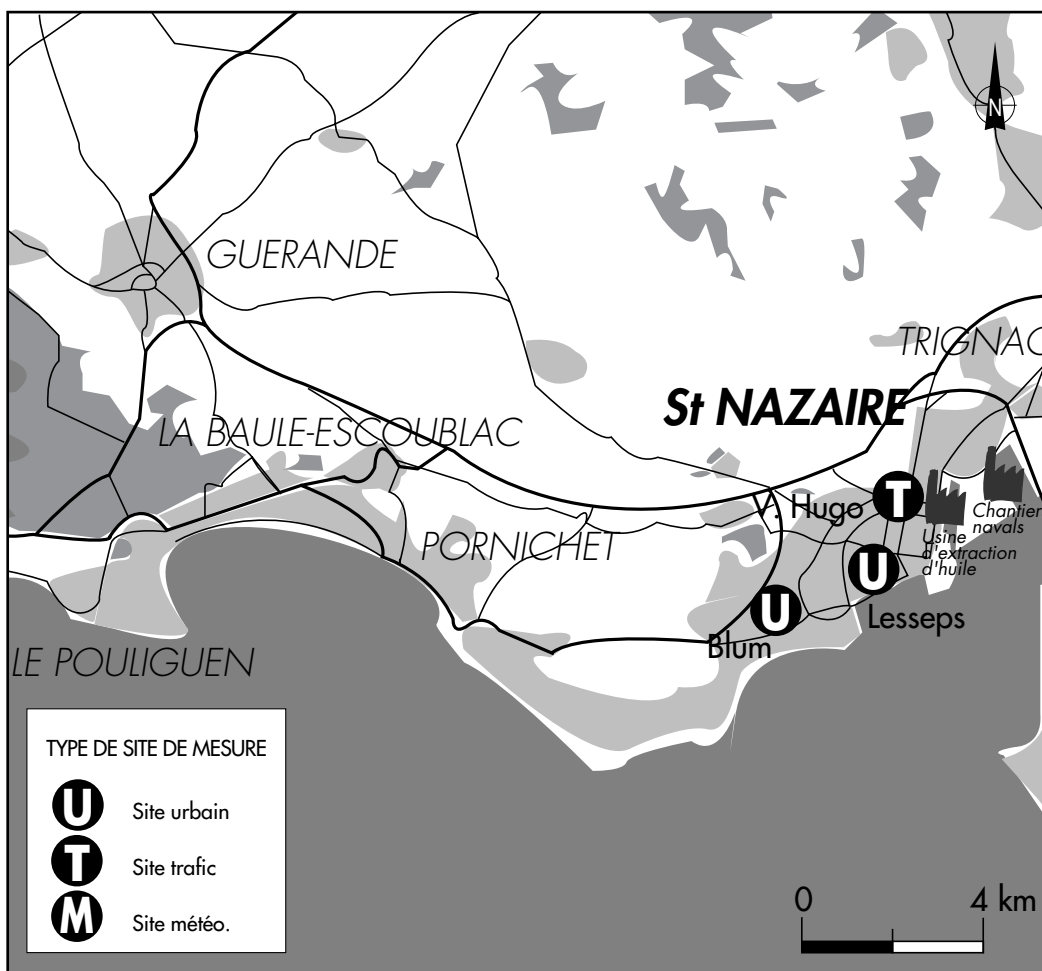 N
GUERANDE
TRIGNAC
St NAZAIRE
LA BAULE-ESCOUBLAC
V. Hugo
T
Chantier
navals
PORNICHET
Usine
d'extraction
d'huile
U
U
Lesseps
Blum
LE POULIGUEN
TYPE DE SITE DE MESURE
U Site urbain
T Site trafic
M Site météo.
0 4 km